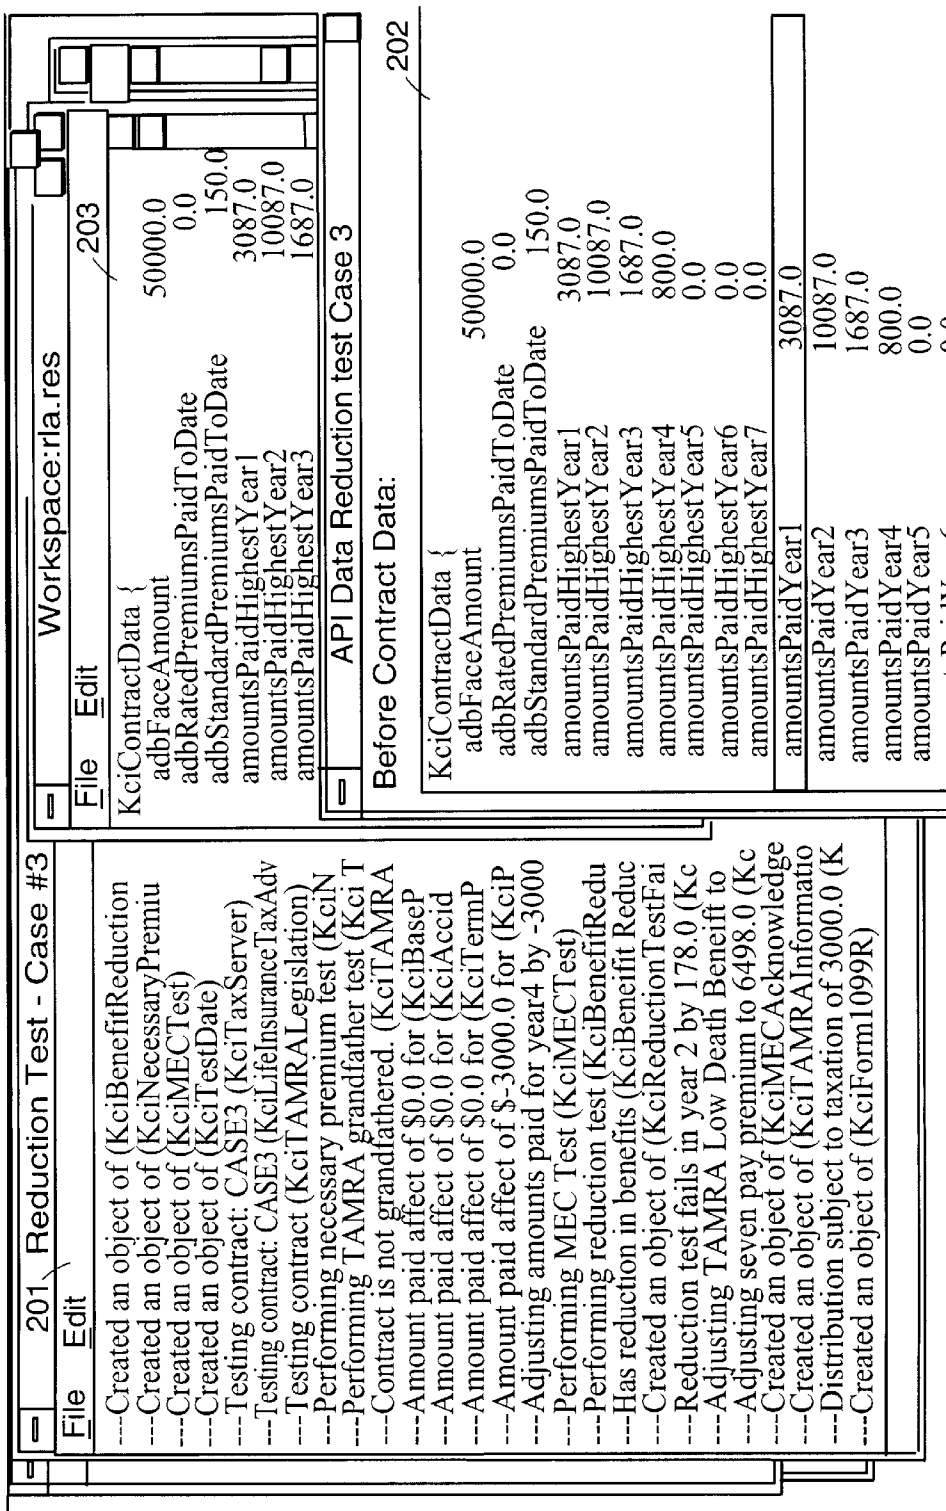 201 Reduction Test - Case #3
File Edit
---Created an object of (KciBenefitReduction
---Created an object of (KciNecessaryPremiu
---Created an object of (KciMECTest)
---Created an object of (KciTestDate)
---Testing contract: CASE3 (KciTaxServer)
---Testing contract: CASE3 (KciLifeInsuranceTaxAdv
---Testing contract (KciTAMRALegislation)
---Performing necessary premium test (KciN
---Performing TAMRA grandfather test (Kci T
---Contract is not grandfathered. (KciTAMRA
---Amount paid affect of $0.0 for (KciBaseP
---Amount paid affect of $0.0 for (KciAccid
---Amount paid affect of $0.0 for (KciTermP
---Amount paid affect of $-3000.0 for (KciP
---Adjusting amounts paid for year4 by -3000
---Performing MEC Test (KciMECTest)
---Performing reduction test (KciBenefitRedu
---Has reduction in benefits (KciBeneifit Reduc
---Created an object of (KciReductionTestFai
---Reduction test fails in year 2 by 178.0 (Kc
---Adjusting TAMRA Low Death Beneift to
---Adjusting seven pay premium to 6498.0 (Kc
---Created an object of (KciMECAcknowledge
---Created an object of (KciTAMRAInformatio
---Distribution subject to taxation of 3000.0 (K
---Created an object of (KciForm1099R)
Workspace:rla.res
File Edit
203
KciContractData {
adbFaceAmount 50000.0
adbRatedPremiumsPaidToDate 0.0
adbStandardPremiumsPaidToDate 150.0
amountsPaidHighestYear1 3087.0
amountsPaidHighestYear2 10087.0
amountsPaidHighestYear3 1687.0
API Data Reduction test Case 3
Before Contract Data:
202
KciContractData {
adbFaceAmount 50000.0
adbRatedPremiumsPaidToDate 0.0
adbStandardPremiumsPaidToDate 150.0
amountsPaidHighestYear1 3087.0
amountsPaidHighestYear2 10087.0
amountsPaidHighestYear3 1687.0
amountsPaidHighestYear4 800.0
amountsPaidHighestYear5 0.0
amountsPaidHighestYear6 0.0
amountsPaidHighestYear7 0.0
amountsPaidYear1 3087.0
amountsPaidYear2 10087.0
amountsPaidYear3 1687.0
amountsPaidYear4 800.0
amountsPaidYear5 0.0